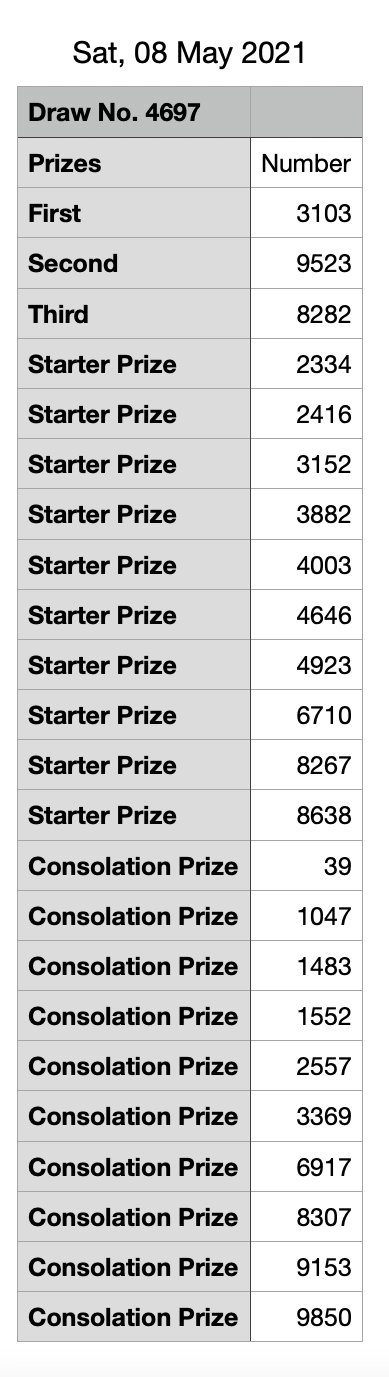 Sat, 08 May 2021
Draw No. 4697
Prizes Number
First 3103
Second 9523
Third 8282
Starter Prize 2334
Starter Prize 2416
Starter Prize 3152
Starter Prize 3882
Starter Prize 4003
Starter Prize 4646
Starter Prize 4923
Starter Prize 6710
Starter Prize 8267
Starter Prize 8638
Consolation Prize 39
Consolation Prize 1047
Consolation Prize 1483
Consolation Prize 1552
Consolation Prize 2557
Consolation Prize 3369
Consolation Prize 6917
Consolation Prize 8307
Consolation Prize 9153
Consolation Prize 9850